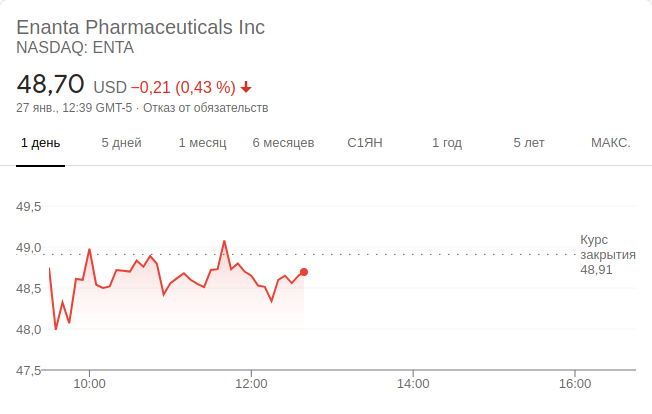 Enanta Pharmaceuticals Inc
NASDAQ: ENTA
48,70 USD −0,21 (0,43 %)
27 янв., 12:39 GMT-5 · Отказ от обязательств
1 день 5 дней 1 месяц 6 месяцев С1ЯН 1 год 5 лет МАКС.
49,5
49,0
48,5
48,0
47,5
Курс
закрытия
48,91
10:00 12:00 14:00 16:00